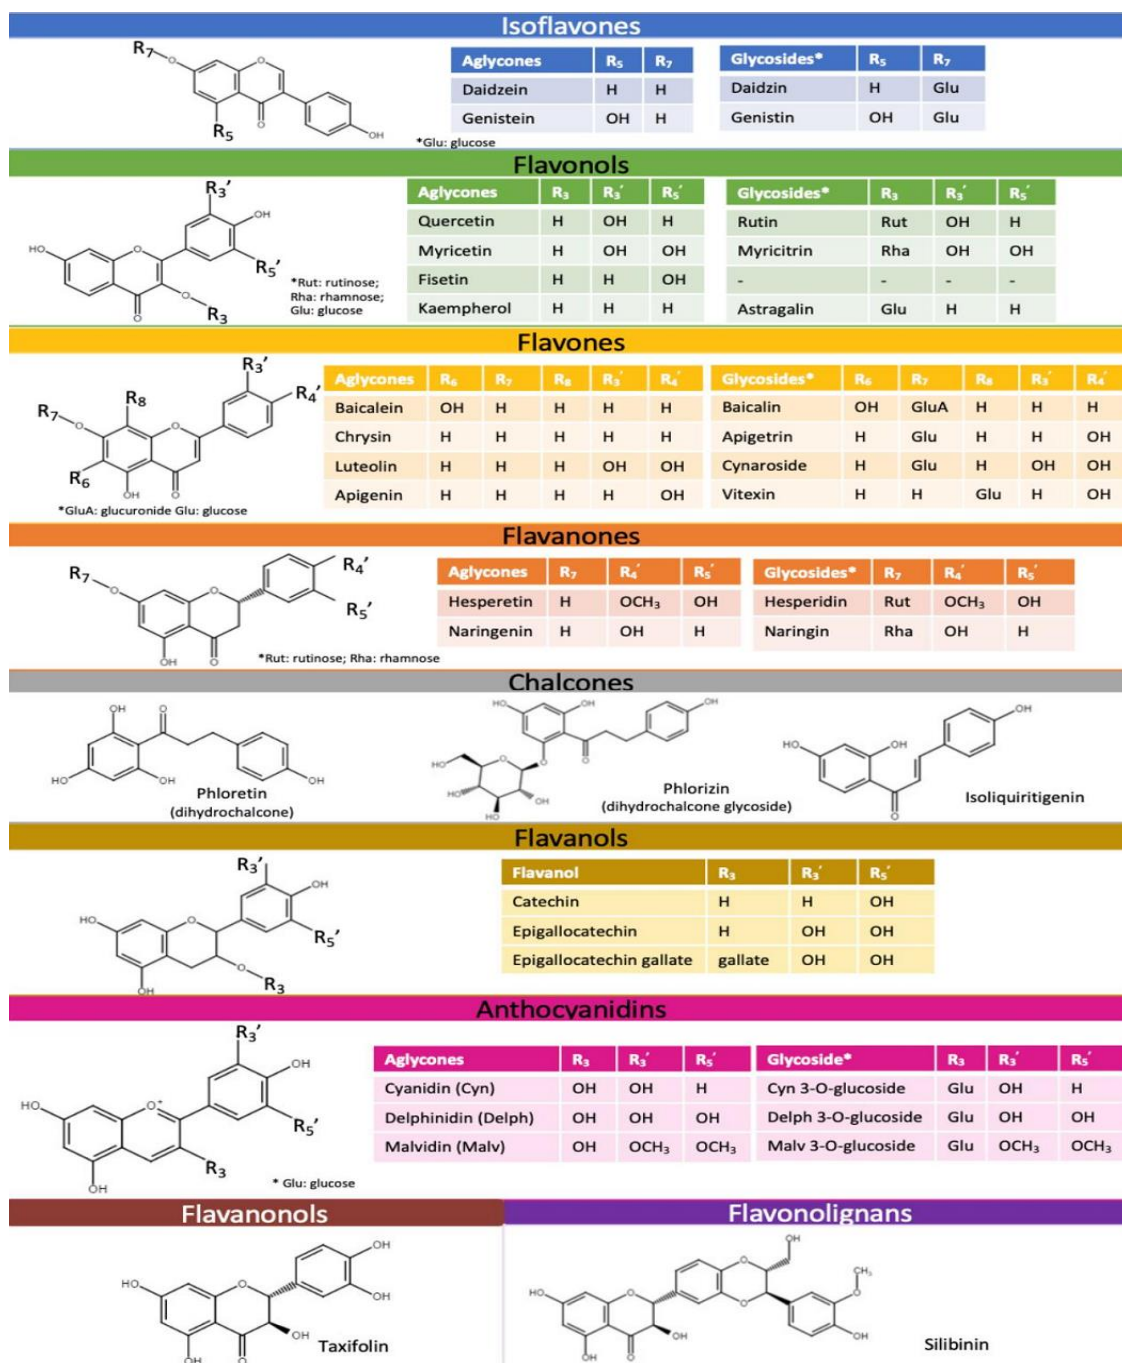 Isoflavones
R₇ O O R₅ O OH
Aglycones R₅ R₇
Daidzein H H
Genistein OH H
Glycosides* R₅ R₇
Daidzin H Glu
Genistin OH Glu
*Glu: glucose
Flavonols
R₃′ OH HO O R₅′ O O R₃
*Rut: rutinose;
Rha: rhamnose;
Glu: glucose
Aglycones R₃ R₃′ R₅′
Quercetin H OH H
Myricetin H OH OH
Fisetin H H OH
Kaempherol H H H
Glycosides* R₃ R₃′ R₅′
Rutin Rut OH H
Myricitrin Rha OH OH
- - - -
Astragalin Glu H H
Flavones
R₃′ R₄′ R₈ R₇ O O R₆ OH O
*GluA: glucuronide Glu: glucose
Aglycones R₆ R₇ R₈ R₃′ R₄′
Baicalein OH H H H H
Chrysin H H H H H
Luteolin H H H OH OH
Apigenin H H H H OH
Glycosides* R₆ R₇ R₈ R₃′ R₄′
Baicalin OH GluA H H H
Apigetrin H Glu H H OH
Cynaroside H Glu H OH OH
Vitexin H H Glu H OH
Flavanones
R₄′ R₇ O O R₅′ OH O
*Rut: rutinose; Rha: rhamnose
Aglycones R₇ R₄′ R₅′
Hesperetin H OCH₃ OH
Naringenin H OH H
Glycosides* R₇ R₄′ R₅′
Hesperidin Rut OCH₃ OH
Naringin Rha OH H
Chalcones
OH O HO OH OH
Phloretin
(dihydrochalcone)
HO OH OH O O HO O HO OH HO
Phlorizin
(dihydrochalcone glycoside)
OH HO OH O
Isoliquiritigenin
Flavanols
R₃′ OH HO O R₅′ O R₃ OH
Flavanol R₃ R₃′ R₅′
Catechin H H OH
Epigallocatechin H OH OH
Epigallocatechin gallate gallate OH OH
Anthocyanidins
R₃′ OH HO O⁺ R₅′ R₃ OH
* Glu: glucose
Aglycones R₃ R₃′ R₅′
Cyanidin (Cyn) OH OH H
Delphinidin (Delph) OH OH OH
Malvidin (Malv) OH OCH₃ OCH₃
Glycoside* R₃ R₃′ R₅′
Cyn 3-O-glucoside Glu OH H
Delph 3-O-glucoside Glu OH OH
Malv 3-O-glucoside Glu OCH₃ OCH₃
Flavanonols
OH HO O OH OH OH O
Taxifolin
Flavonolignans
OH O CH₃ HO O O O OH OH O OH
Silibinin